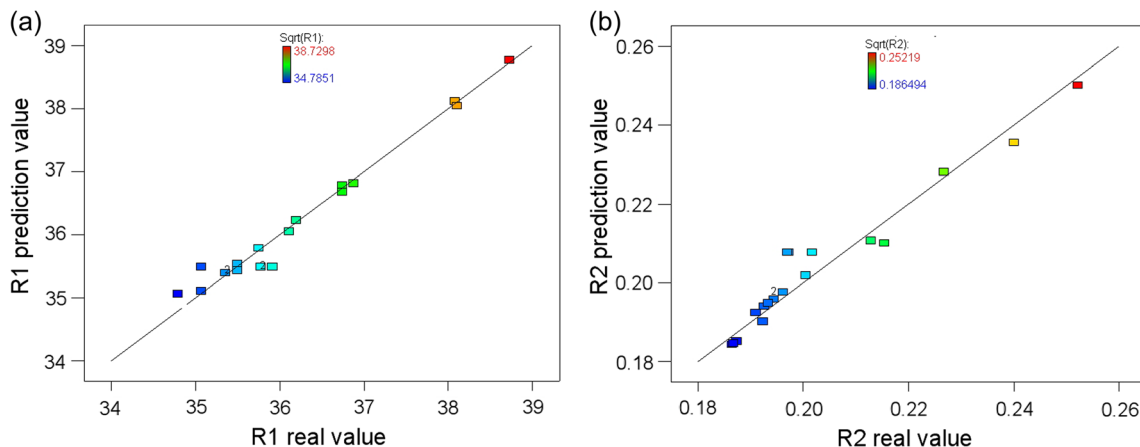 (a)
Sqrt(R1):
38.7298
34.7851
39
38
37
36
35
34
R1 prediction value
2
2
34 35 36 37 38 39
R1 real value
(b)
Sqrt(R2):
0.25219
0.186494
0.26
0.24
0.22
0.20
0.18
R2 prediction value
2
0.18 0.20 0.22 0.24 0.26
R2 real value